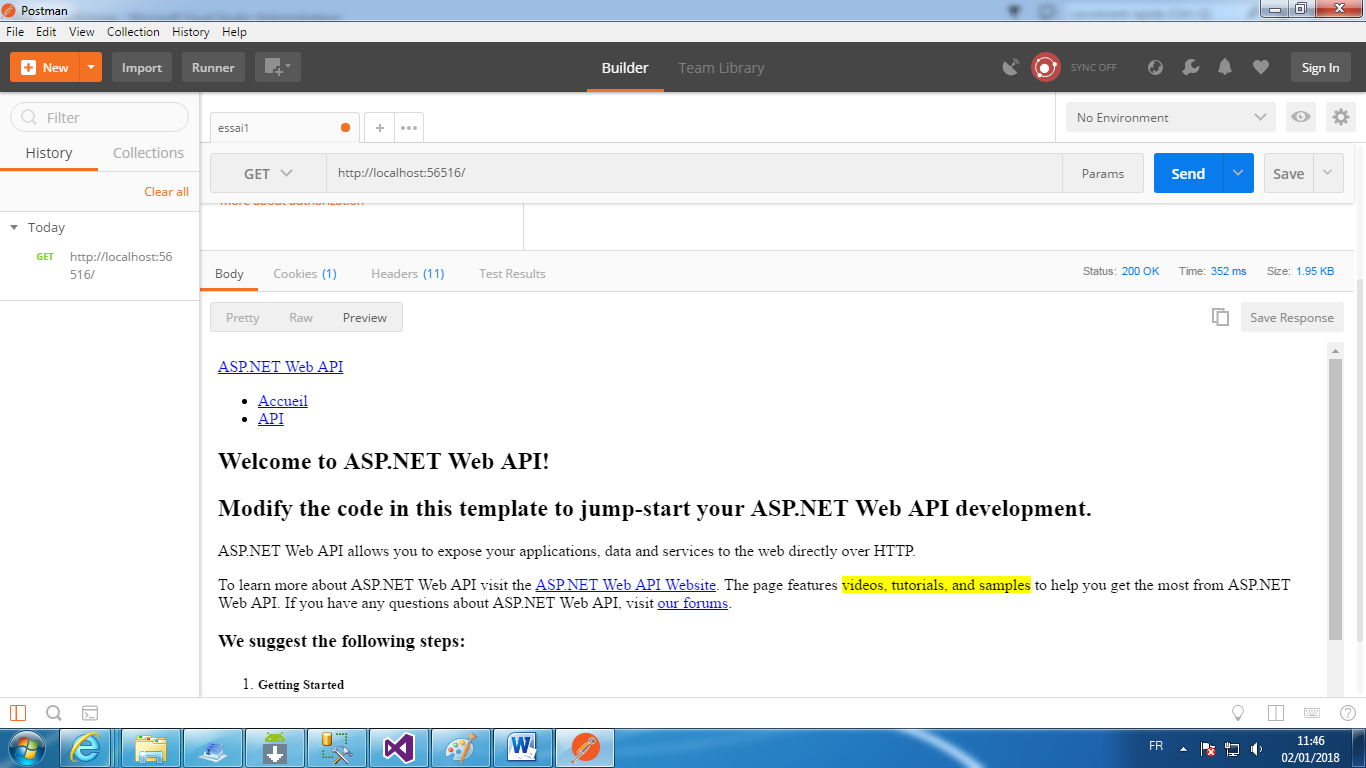 Postman
File Edit View Collection History Help
New Import Runner Builder Team Library SYNC OFF Sign In
Filter
History Collections
Clear all
Today
GET http://localhost:56
516/
essai1
No Environment
GET http://localhost:56516/ Params Send Save
more about authorization
Body Cookies (1) Headers (11) Test Results Status: 200 OK Time: 352 ms Size: 1.95 KB
Pretty Raw Preview Save Response
ASP.NET Web API
Accueil
API
Welcome to ASP.NET Web API!
Modify the code in this template to jump-start your ASP.NET Web API development.
ASP.NET Web API allows you to expose your applications, data and services to the web directly over HTTP.
To learn more about ASP.NET Web API visit the ASP.NET Web API Website. The page features videos, tutorials, and samples to help you get the most from ASP.NET
Web API. If you have any questions about ASP.NET Web API, visit our forums.
We suggest the following steps:
1. Getting Started
FR 11:46
02/01/2018